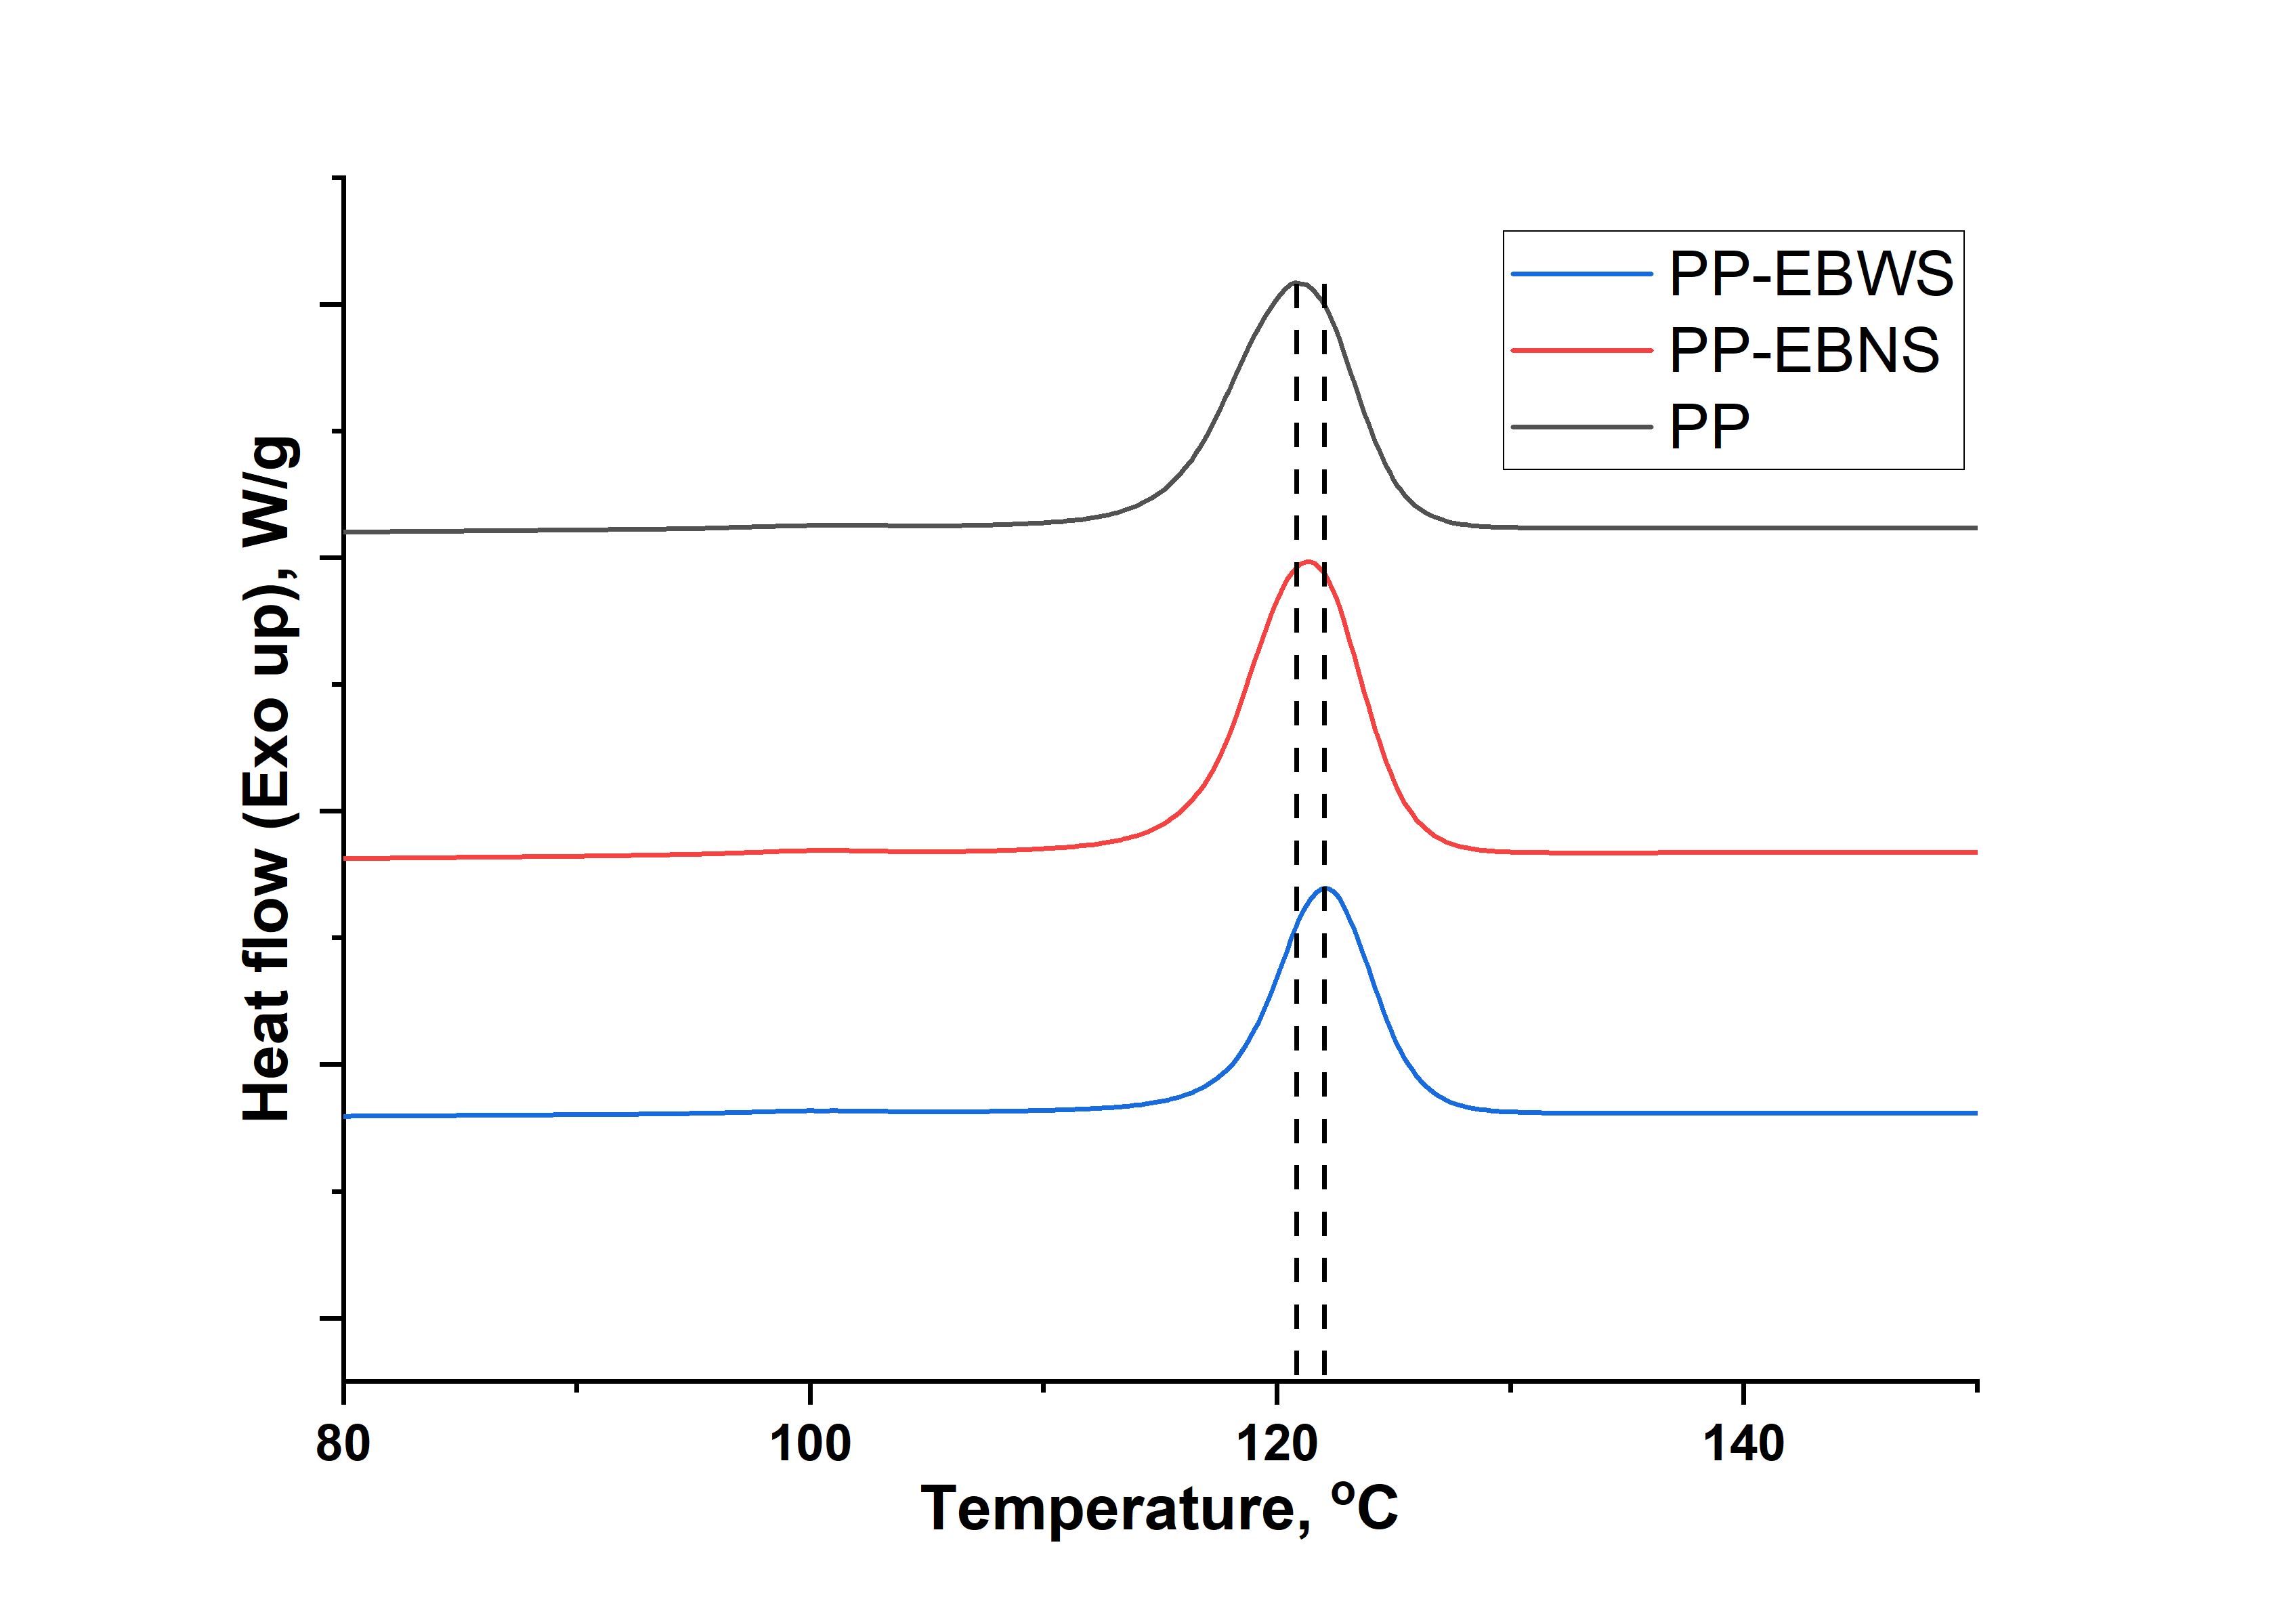 PP-EBWS
PP-EBNS
PP
Heat flow (Exo up), W/g
80 100 120 140
Temperature, °C